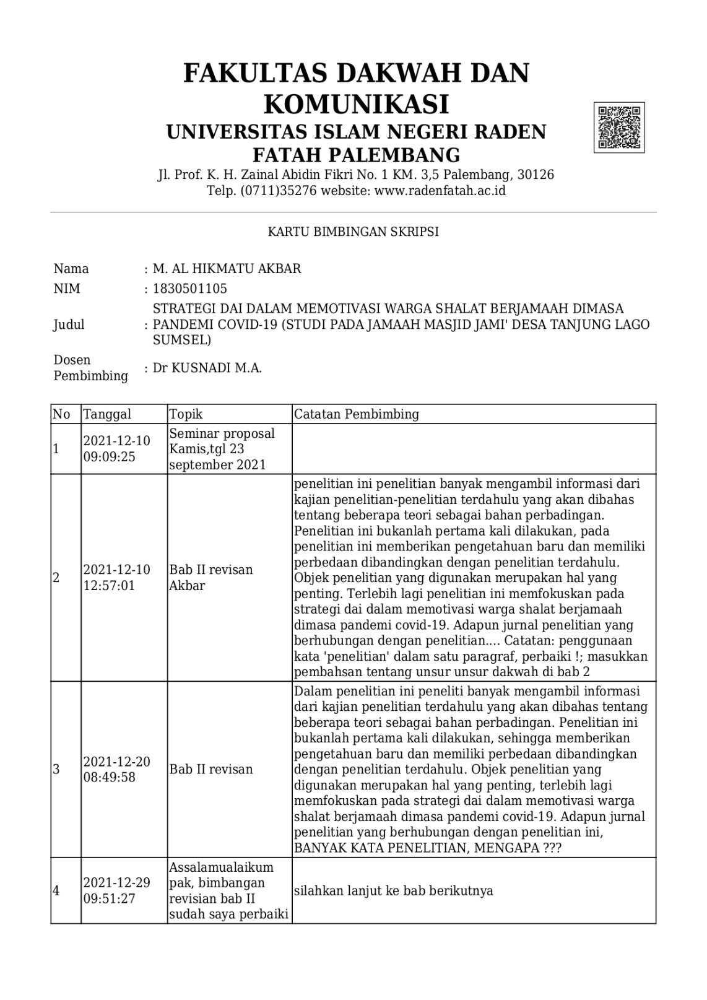 FAKULTAS DAKWAH DAN
KOMUNIKASI
UNIVERSITAS ISLAM NEGERI RADEN
FATAH PALEMBANG
Jl. Prof. K. H. Zainal Abidin Fikri No. 1 KM. 3,5 Palembang, 30126
Telp. (0711)35276 website: www.radenfatah.ac.id
KARTU BIMBINGAN SKRIPSI
Nama : M. AL HIKMATU AKBAR
NIM : 1830501105
STRATEGI DAI DALAM MEMOTIVASI WARGA SHALAT BERJAMAAH DIMASA
Judul : PANDEMI COVID-19 (STUDI PADA JAMAAH MASJID JAMI' DESA TANJUNG LAGO
SUMSEL)
Dosen
Pembimbing : Dr KUSNADI M.A.
No Tanggal Topik Catatan Pembimbing
1
2021-12-10
09:09:25
Seminar proposal
Kamis,tgl 23
september 2021
2
2021-12-10
12:57:01
Bab II revisan
Akbar
penelitian ini penelitian banyak mengambil informasi dari
kajian penelitian-penelitian terdahulu yang akan dibahas
tentang beberapa teori sebagai bahan perbadingan.
Penelitian ini bukanlah pertama kali dilakukan, pada
penelitian ini memberikan pengetahuan baru dan memiliki
perbedaan dibandingkan dengan penelitian terdahulu.
Objek penelitian yang digunakan merupakan hal yang
penting. Terlebih lagi penelitian ini memfokuskan pada
strategi dai dalam memotivasi warga shalat berjamaah
dimasa pandemi covid-19. Adapun jurnal penelitian yang
berhubungan dengan penelitian.... Catatan: penggunaan
kata 'penelitian' dalam satu paragraf, perbaiki !; masukkan
pembahsan tentang unsur unsur dakwah di bab 2
3
2021-12-20
08:49:58
Bab II revisan
Dalam penelitian ini peneliti banyak mengambil informasi
dari kajian penelitian terdahulu yang akan dibahas tentang
beberapa teori sebagai bahan perbadingan. Penelitian ini
bukanlah pertama kali dilakukan, sehingga memberikan
pengetahuan baru dan memiliki perbedaan dibandingkan
dengan penelitian terdahulu. Objek penelitian yang
digunakan merupakan hal yang penting, terlebih lagi
memfokuskan pada strategi dai dalam memotivasi warga
shalat berjamaah dimasa pandemi covid-19. Adapun jurnal
penelitian yang berhubungan dengan penelitian ini,
BANYAK KATA PENELITIAN, MENGAPA ???
4
2021-12-29
09:51:27
Assalamualaikum
pak, bimbangan
revisian bab II
sudah saya perbaiki
silahkan lanjut ke bab berikutnya